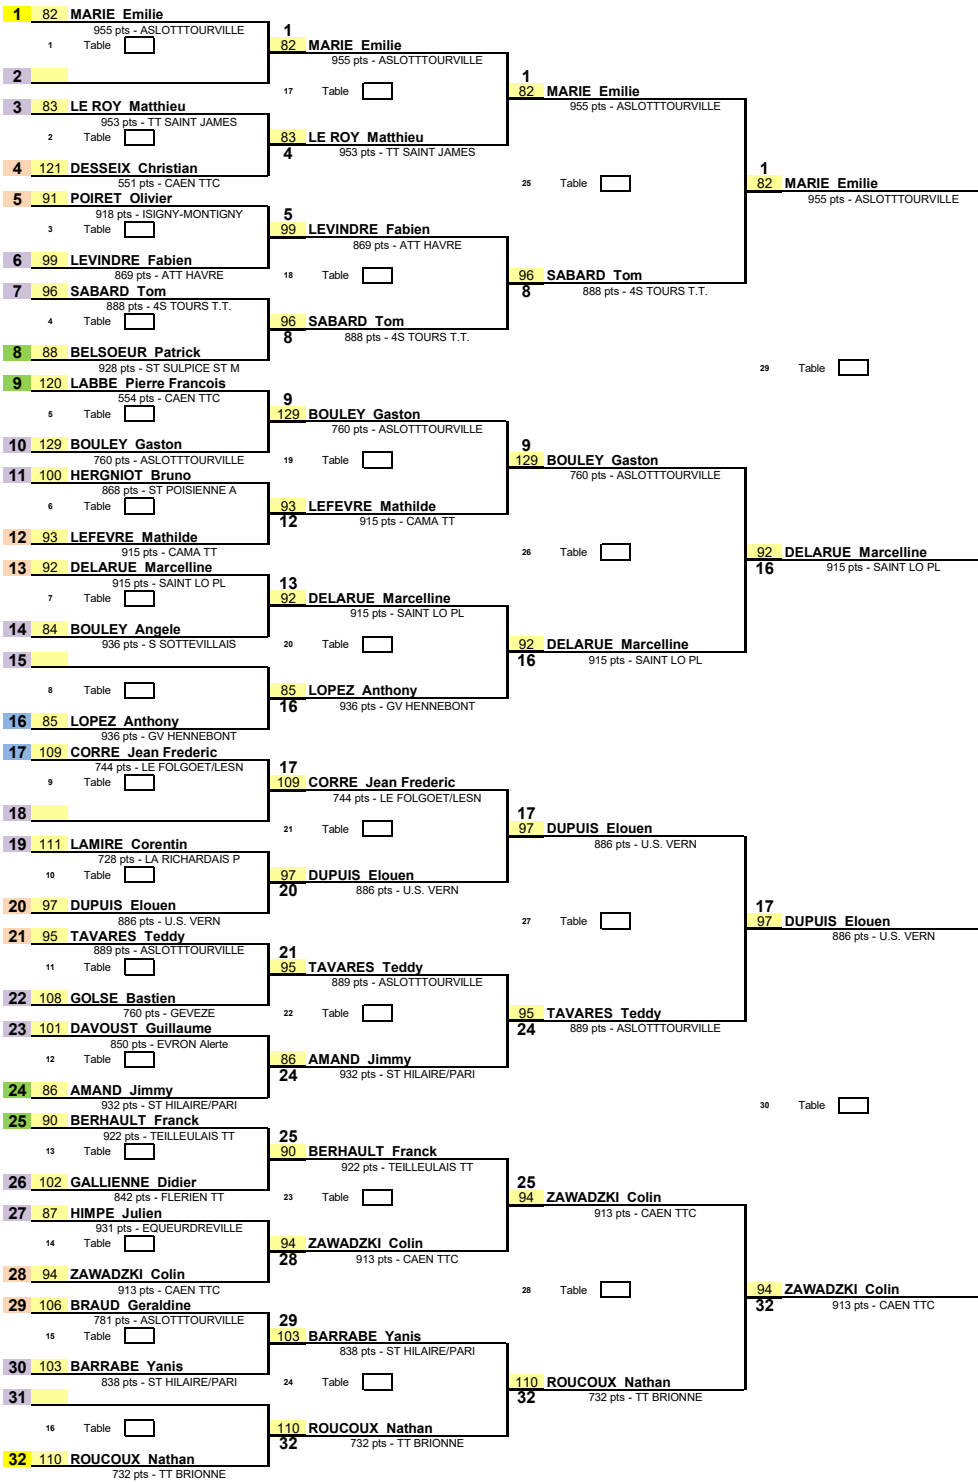 1 82 MARIE Emilie
955 pts - ASLOTTTOURVILLE 1
1 Table 82 MARIE Emilie
955 pts - ASLOTTTOURVILLE
2 17 Table 1
82 MARIE Emilie
3 83 LE ROY Matthieu 955 pts - ASLOTTTOURVILLE
953 pts - TT SAINT JAMES
2 Table 83 LE ROY Matthieu
4 953 pts - TT SAINT JAMES
4 121 DESSEIX Christian 1
551 pts - CAEN TTC 25 Table 82 MARIE Emilie
5 91 POIRET Olivier 955 pts - ASLOTTTOURVILLE
918 pts - ISIGNY-MONTIGNY 5
3 Table 99 LEVINDRE Fabien
869 pts - ATT HAVRE
6 99 LEVINDRE Fabien
869 pts - ATT HAVRE 18 Table 96 SABARD Tom
7 96 SABARD Tom 8 888 pts - 4S TOURS T.T.
888 pts - 4S TOURS T.T.
4 Table 96 SABARD Tom
8 888 pts - 4S TOURS T.T.
8 88 BELSOEUR Patrick
928 pts - ST SULPICE ST M 29 Table
9 120 LABBE Pierre Francois
554 pts - CAEN TTC 9
5 Table 129 BOULEY Gaston
760 pts - ASLOTTTOURVILLE
10 129 BOULEY Gaston 9
760 pts - ASLOTTTOURVILLE 19 Table 129 BOULEY Gaston
11 100 HERGNIOT Bruno 760 pts - ASLOTTTOURVILLE
868 pts - ST POISIENNE A
6 Table 93 LEFEVRE Mathilde
12 915 pts - CAMA TT
12 93 LEFEVRE Mathilde
915 pts - CAMA TT 26 Table 92 DELARUE Marcelline
13 92 DELARUE Marcelline 16 915 pts - SAINT LO PL
915 pts - SAINT LO PL 13
7 Table 92 DELARUE Marcelline
915 pts - SAINT LO PL
14 84 BOULEY Angele
936 pts - S SOTTEVILLAIS 20 Table 92 DELARUE Marcelline
15 16 915 pts - SAINT LO PL
8 Table 85 LOPEZ Anthony
16 936 pts - GV HENNEBONT
16 85 LOPEZ Anthony
936 pts - GV HENNEBONT
17 109 CORRE Jean Frederic
744 pts - LE FOLGOET/LESN 17
9 Table 109 CORRE Jean Frederic
744 pts - LE FOLGOET/LESN
18 17
21 Table 97 DUPUIS Elouen
19 111 LAMIRE Corentin 886 pts - U.S. VERN
728 pts - LA RICHARDAIS P
10 Table 97 DUPUIS Elouen
20 886 pts - U.S. VERN
20 97 DUPUIS Elouen 17
886 pts - U.S. VERN 27 Table 97 DUPUIS Elouen
21 95 TAVARES Teddy 886 pts - U.S. VERN
889 pts - ASLOTTTOURVILLE 21
11 Table 95 TAVARES Teddy
889 pts - ASLOTTTOURVILLE
22 108 GOLSE Bastien
760 pts - GEVEZE 22 Table 95 TAVARES Teddy
23 101 DAVOUST Guillaume 24 889 pts - ASLOTTTOURVILLE
850 pts - EVRON Alerte
12 Table 86 AMAND Jimmy
24 932 pts - ST HILAIRE/PARI
24 86 AMAND Jimmy
932 pts - ST HILAIRE/PARI 30 Table
25 90 BERHAULT Franck
922 pts - TEILLEULAIS TT 25
13 Table 90 BERHAULT Franck
922 pts - TEILLEULAIS TT
26 102 GALLIENNE Didier 25
842 pts - FLERIEN TT 23 Table 94 ZAWADZKI Colin
27 87 HIMPE Julien 913 pts - CAEN TTC
931 pts - EQUEURDREVILLE
14 Table 94 ZAWADZKI Colin
28 913 pts - CAEN TTC
28 94 ZAWADZKI Colin
913 pts - CAEN TTC 28 Table 94 ZAWADZKI Colin
29 106 BRAUD Geraldine 32 913 pts - CAEN TTC
781 pts - ASLOTTTOURVILLE 29
15 Table 103 BARRABE Yanis
838 pts - ST HILAIRE/PARI
30 103 BARRABE Yanis
838 pts - ST HILAIRE/PARI 24 Table 110 ROUCOUX Nathan
31 32 732 pts - TT BRIONNE
16 Table 110 ROUCOUX Nathan
32 732 pts - TT BRIONNE
32 110 ROUCOUX Nathan
732 pts - TT BRIONNE